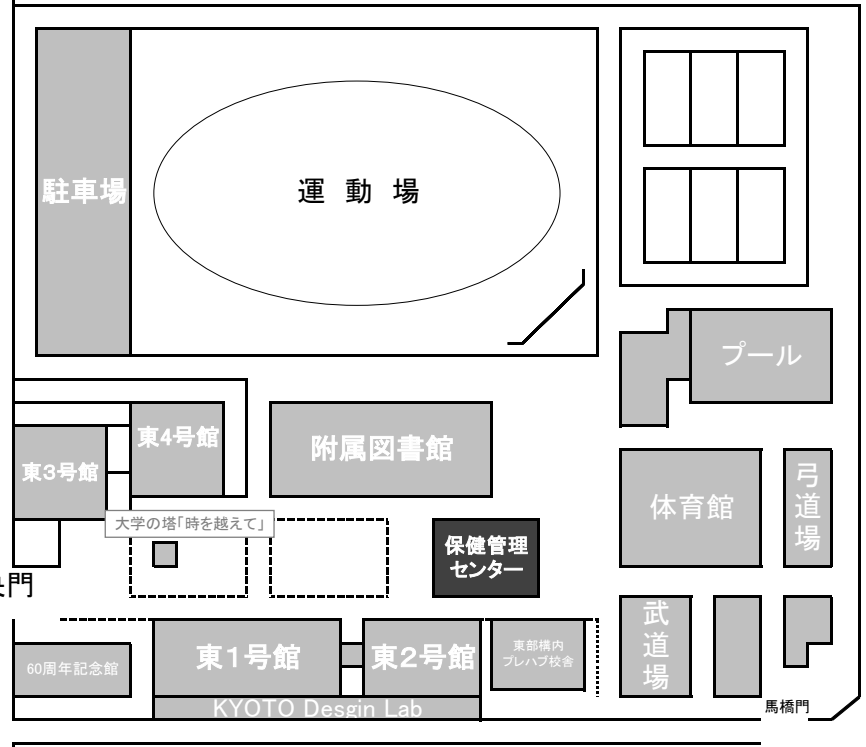 駐車場
運 動 場
プール
東4号館
附属図書館
東3号館
体育館
弓道場
大学の塔「時を越えて」
保健管理
センター
門
武道場
東1号館
東2号館
東部構内
プレハブ校舎
60周年記念館
KYOTO Desgin Lab
馬橋門